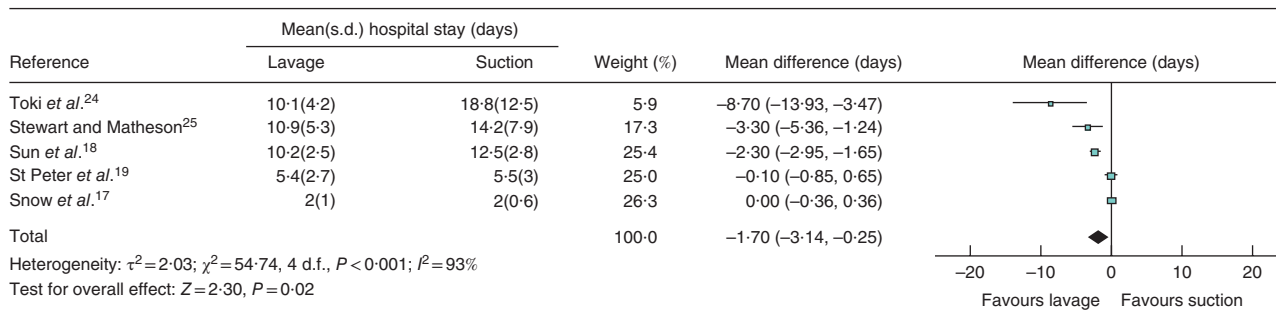 Mean(s.d.) hospital stay (days)
Reference Lavage Suction Weight (%) Mean difference (days) Mean difference (days)
Toki et al.24 10·1(4·2) 18·8(12·5) 5·9 –8·70 (–13·93, –3·47)
Stewart and Matheson25 10·9(5·3) 14·2(7·9) 17·3 –3·30 (–5·36, –1·24)
Sun et al.18 10·2(2·5) 12·5(2·8) 25·4 –2·30 (–2·95, –1·65)
St Peter et al.19 5·4(2·7) 5·5(3) 25·0 –0·10 (–0·85, 0·65)
Snow et al.17 2(1) 2(0·6) 26·3 0·00 (–0·36, 0·36)
Total 100·0 –1·70 (–3·14, –0·25)
Heterogeneity: τ²=2·03; χ²=54·74, 4 d.f., P<0·001; I²=93%
Test for overall effect: Z=2·30, P=0·02
–20 –10 0 10 20
Favours lavage Favours suction